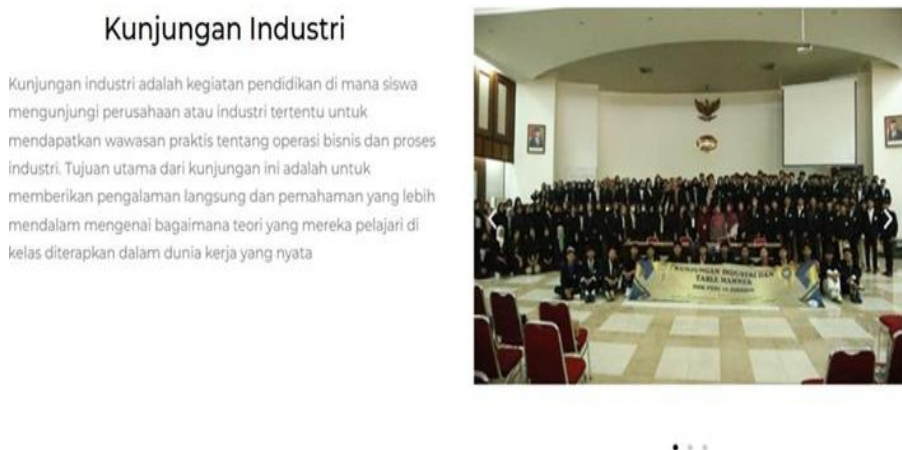 Kunjungan Industri
Kunjungan industri adalah kegiatan pendidikan di mana siswa
mengunjungi perusahaan atau industri tertentu untuk
mendapatkan wawasan praktis tentang operasi bisnis dan proses
industri. Tujuan utama dari kunjungan ini adalah untuk
memberikan pengalaman langsung dan pemahaman yang lebih
mendalam mengenai bagaimana teori yang mereka pelajari di
kelas diterapkan dalam dunia kerja yang nyata
KUNJUNGAN INDUSTRI DAN
TABLE MANNER